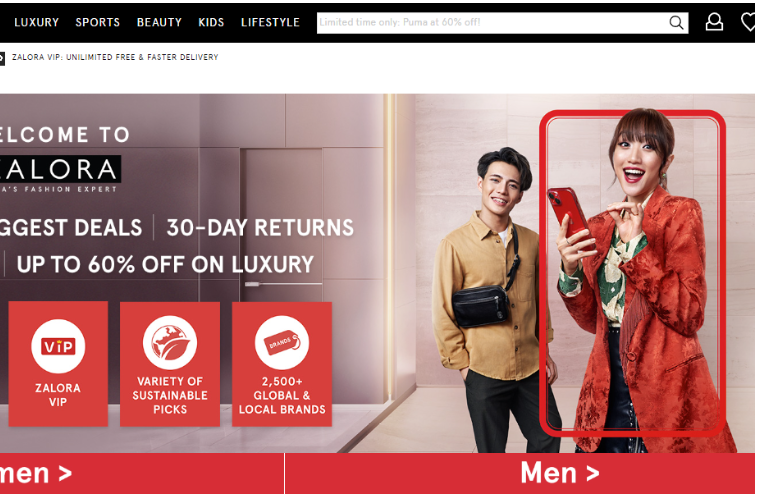 LUXURY SPORTS BEAUTY KIDS LIFESTYLE Limited time only: Puma at 60% off!
ZALORA VIP: UNILIMITED FREE & FASTER DELIVERY
ELCOME TO
ZALORA
A'S FASHION EXPERT
GGEST DEALS | 30-DAY RETURNS
| UP TO 60% OFF ON LUXURY
ViP
ZALORA
VIP
VARIETY OF
SUSTAINABLE
PICKS
BRANDS
2,500+
GLOBAL &
LOCAL BRANDS
men >
Men >